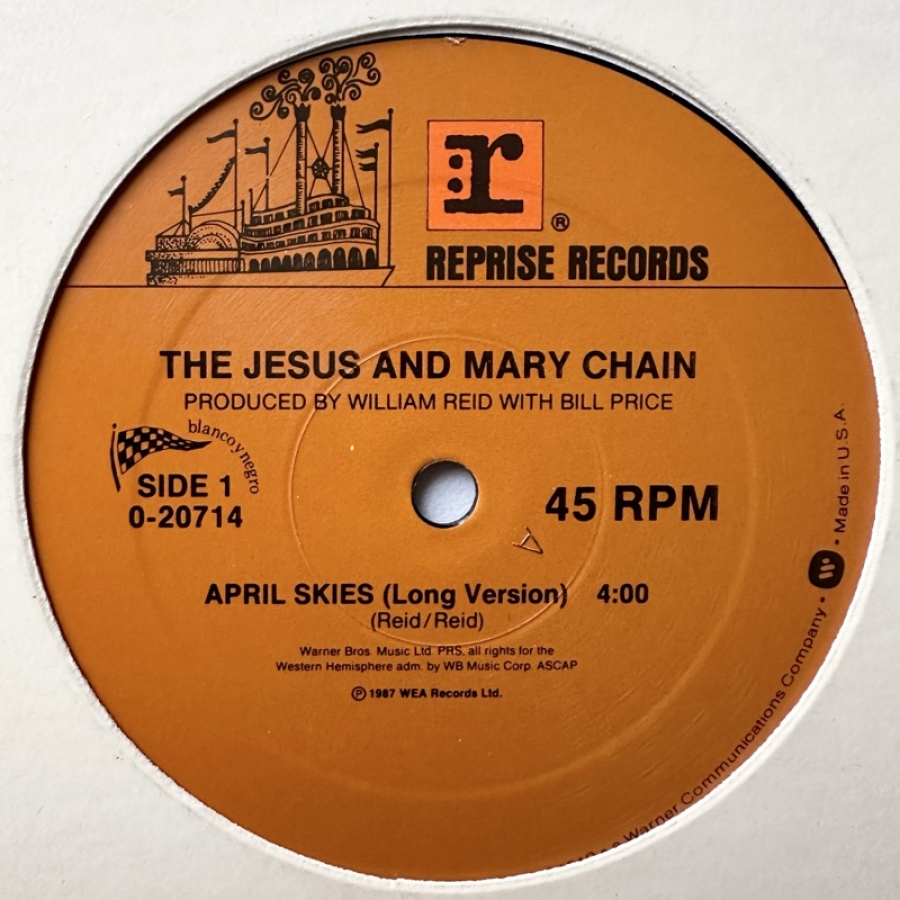 r ®
REPRISE RECORDS
THE JESUS AND MARY CHAIN
PRODUCED BY WILLIAM REID WITH BILL PRICE
blanco y negro
SIDE 1
0-20714
45 RPM
A
APRIL SKIES (Long Version) 4:00
(Reid/Reid)
Warner Bros. Music Ltd. PRS, all rights for the
Western Hemisphere adm. by WB Music Corp. ASCAP
℗ 1987 WEA Records Ltd.
a Warner Communications Company • W • Made in U.S.A.